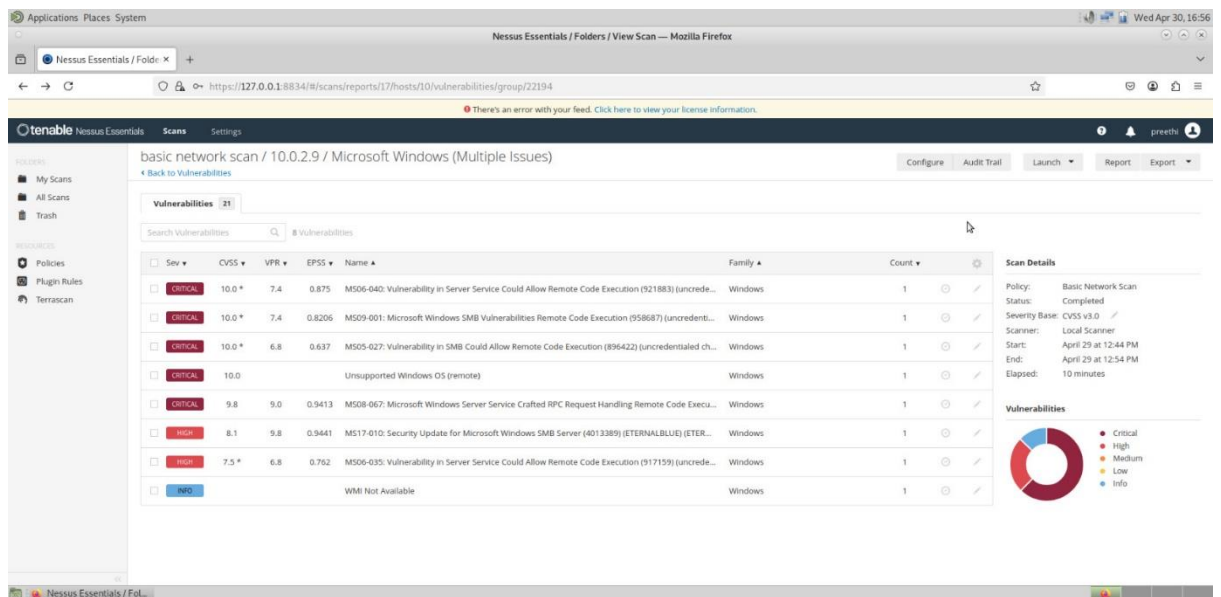 Applications Places System
Wed Apr 30, 16:56
Nessus Essentials / Folders / View Scan — Mozilla Firefox
Nessus Essentials / Folde ×
https://127.0.0.1:8834/#/scans/reports/17/hosts/10/vulnerabilities/group/22194
There's an error with your feed. Click here to view your license information.
tenable Nessus Essentials Scans Settings preethi
FOLDERS
My Scans
All Scans
Trash
RESOURCES
Policies
Plugin Rules
Terrascan
basic network scan / 10.0.2.9 / Microsoft Windows (Multiple Issues)
Configure Audit Trail Launch Report Export
Back to Vulnerabilities
Vulnerabilities 21
Search Vulnerabilities 8 Vulnerabilities
Sev CVSS VPR EPSS Name Family Count
CRITICAL 10.0 * 7.4 0.875 MS06-040: Vulnerability in Server Service Could Allow Remote Code Execution (921883) (uncrede... Windows 1
CRITICAL 10.0 * 7.4 0.8206 MS09-001: Microsoft Windows SMB Vulnerabilities Remote Code Execution (958687) (uncredenti... Windows 1
CRITICAL 10.0 * 6.8 0.637 MS05-027: Vulnerability in SMB Could Allow Remote Code Execution (896422) (uncredentialed ch... Windows 1
CRITICAL 10.0 Unsupported Windows OS (remote) Windows 1
CRITICAL 9.8 9.0 0.9413 MS08-067: Microsoft Windows Server Service Crafted RPC Request Handling Remote Code Execu... Windows 1
HIGH 8.1 9.8 0.9441 MS17-010: Security Update for Microsoft Windows SMB Server (4013389) (ETERNALBLUE) (ETER... Windows 1
HIGH 7.5 * 6.8 0.762 MS06-035: Vulnerability in Server Service Could Allow Remote Code Execution (917159) (uncrede... Windows 1
INFO WMI Not Available Windows 1
Scan Details
Policy: Basic Network Scan
Status: Completed
Severity Base: CVSS v3.0
Scanner: Local Scanner
Start: April 29 at 12:44 PM
End: April 29 at 12:54 PM
Elapsed: 10 minutes
Vulnerabilities
Critical
High
Medium
Low
Info
Nessus Essentials / Fol...